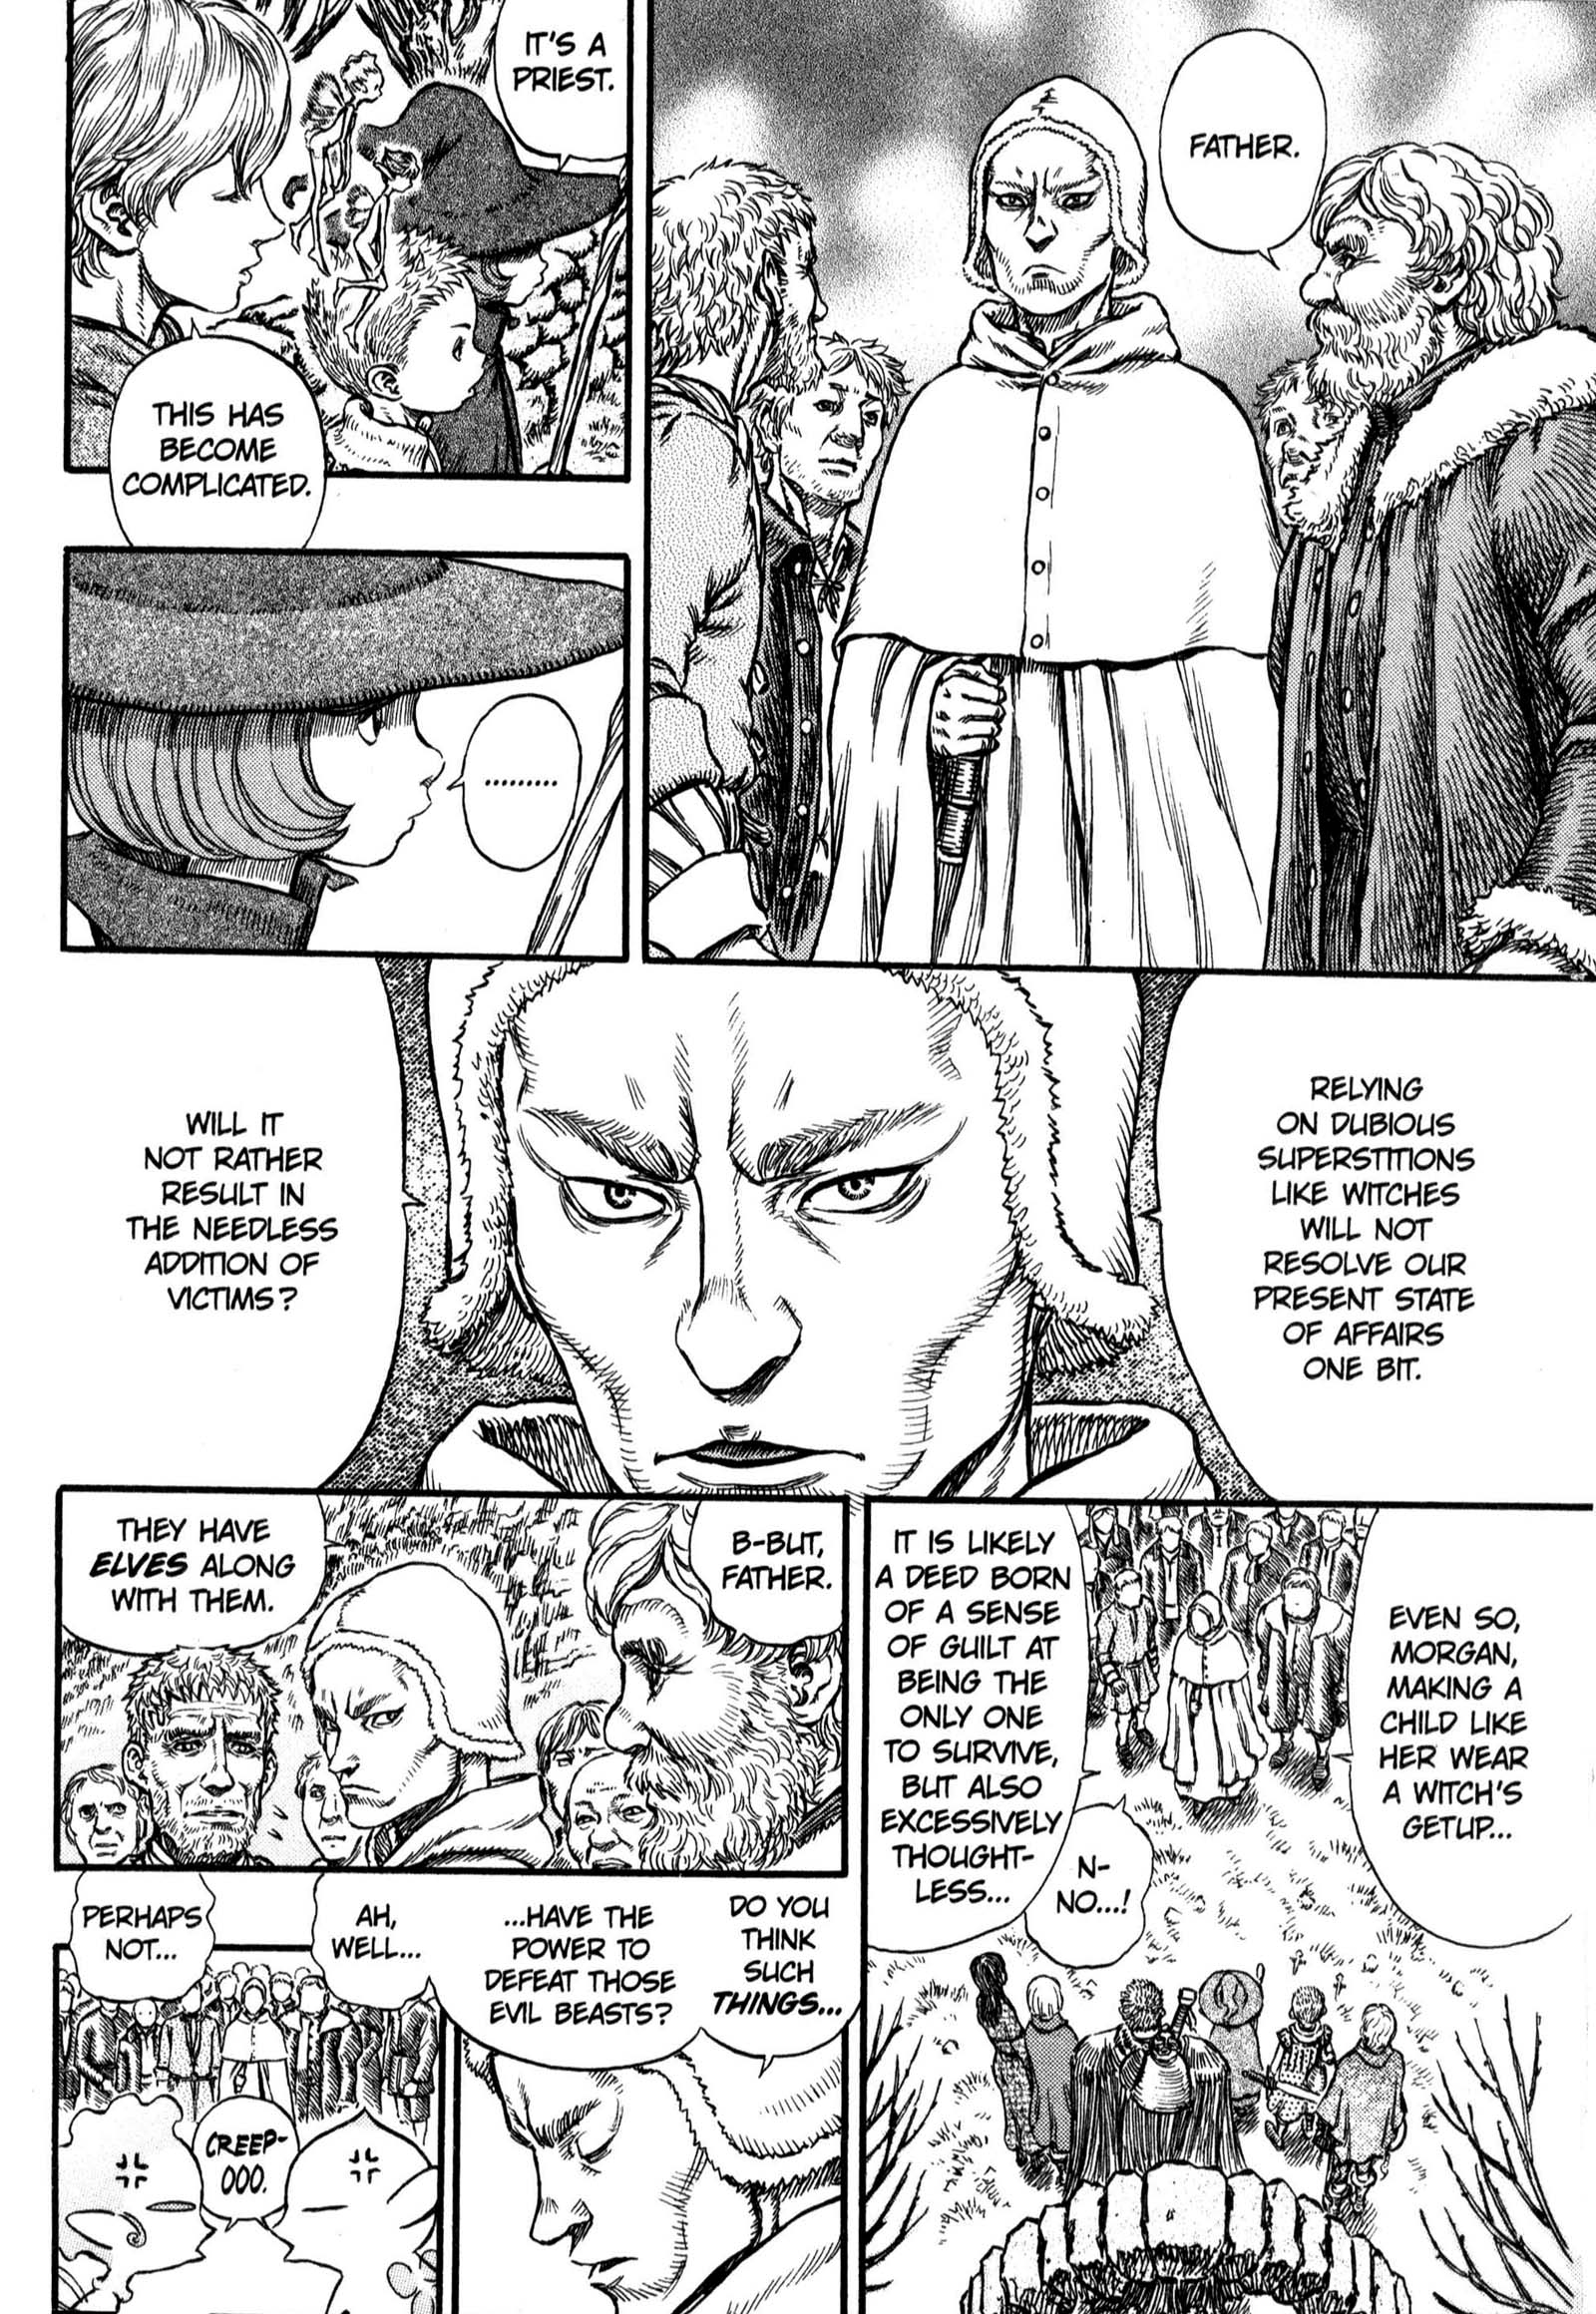 FATHER.
IT'S A
PRIEST.
THIS HAS
BECOME
COMPLICATED.
..........
RELYING
ON DUBIOUS
SUPERSTITIONS
LIKE WITCHES
WILL NOT
RESOLVE OUR
PRESENT STATE
OF AFFAIRS
ONE BIT.
WILL IT
NOT RATHER
RESULT IN
THE NEEDLESS
ADDITION OF
VICTIMS?
EVEN SO,
MORGAN,
MAKING A
CHILD LIKE
HER WEAR
A WITCH'S
GETUP...
IT IS LIKELY
A DEED BORN
OF A SENSE
OF GUILT AT
BEING THE
ONLY ONE
TO SURVIVE,
BUT ALSO
EXCESSIVELY
THOUGHT-
LESS...
N-
NO...!
B-BUT,
FATHER.
THEY HAVE
ELVES ALONG
WITH THEM.
DO YOU
THINK
SUCH
THINGS...
...HAVE THE
POWER TO
DEFEAT THOSE
EVIL BEASTS?
AH,
WELL...
PERHAPS
NOT...
CREEP-
OOO.